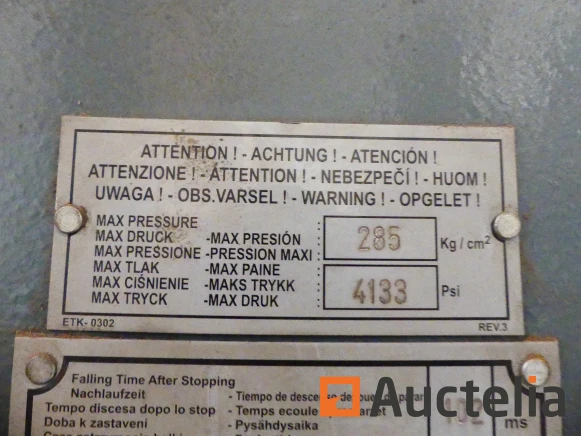 ATTENTION ! - ACHTUNG ! - ATENCIÓN !
ATTENZIONE ! - ATTENTION ! - NEBEZPEČÍ ! - HUOM !
UWAGA ! - OBS.VARSEL ! - WARNING ! - OPGELET !
MAX PRESSURE
MAX DRUCK -MAX PRESIÓN :
MAX PRESSIONE -PRESSION MAXI :
MAX TLAK -MAX PAINE :
MAX CIŚNIENIE -MAKS TRYKK :
MAX TRYCK -MAX DRUK :
285 Kg / cm²
4133 Psi
ETK- 0302 REV.3
Falling Time After Stopping
Nachlaufzeit - Tiempo de
Tempo discesa dopo lo stop - Temps ecoule
Doba k zastavení - Pysähdysaika
ms
Auctelia